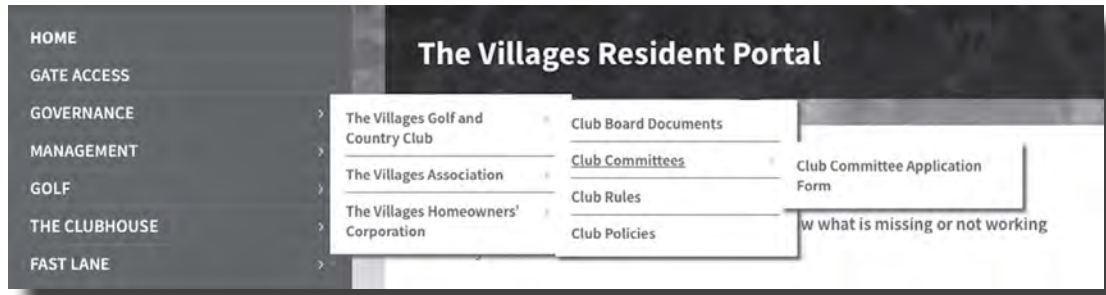 HOME
GATE ACCESS
GOVERNANCE
MANAGEMENT
GOLF
THE CLUBHOUSE
FAST LANE
The Villages Resident Portal
The Villages Golf and
Country Club
The Villages Association
The Villages Homeowners'
Corporation
Club Board Documents
Club Committees
Club Rules
Club Policies
Club Committee Application
Form
what is missing or not working